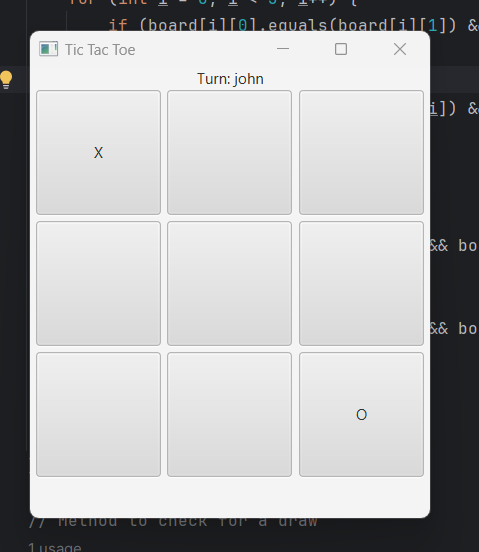 for (int i = 0; i < 3; i++) {
if (board[i][0].equals(board[i][1]) &&
Tic Tac Toe
Turn: john
i]) &&
X
&& bo
&& bo
O
// Method to check for a draw
1 usage